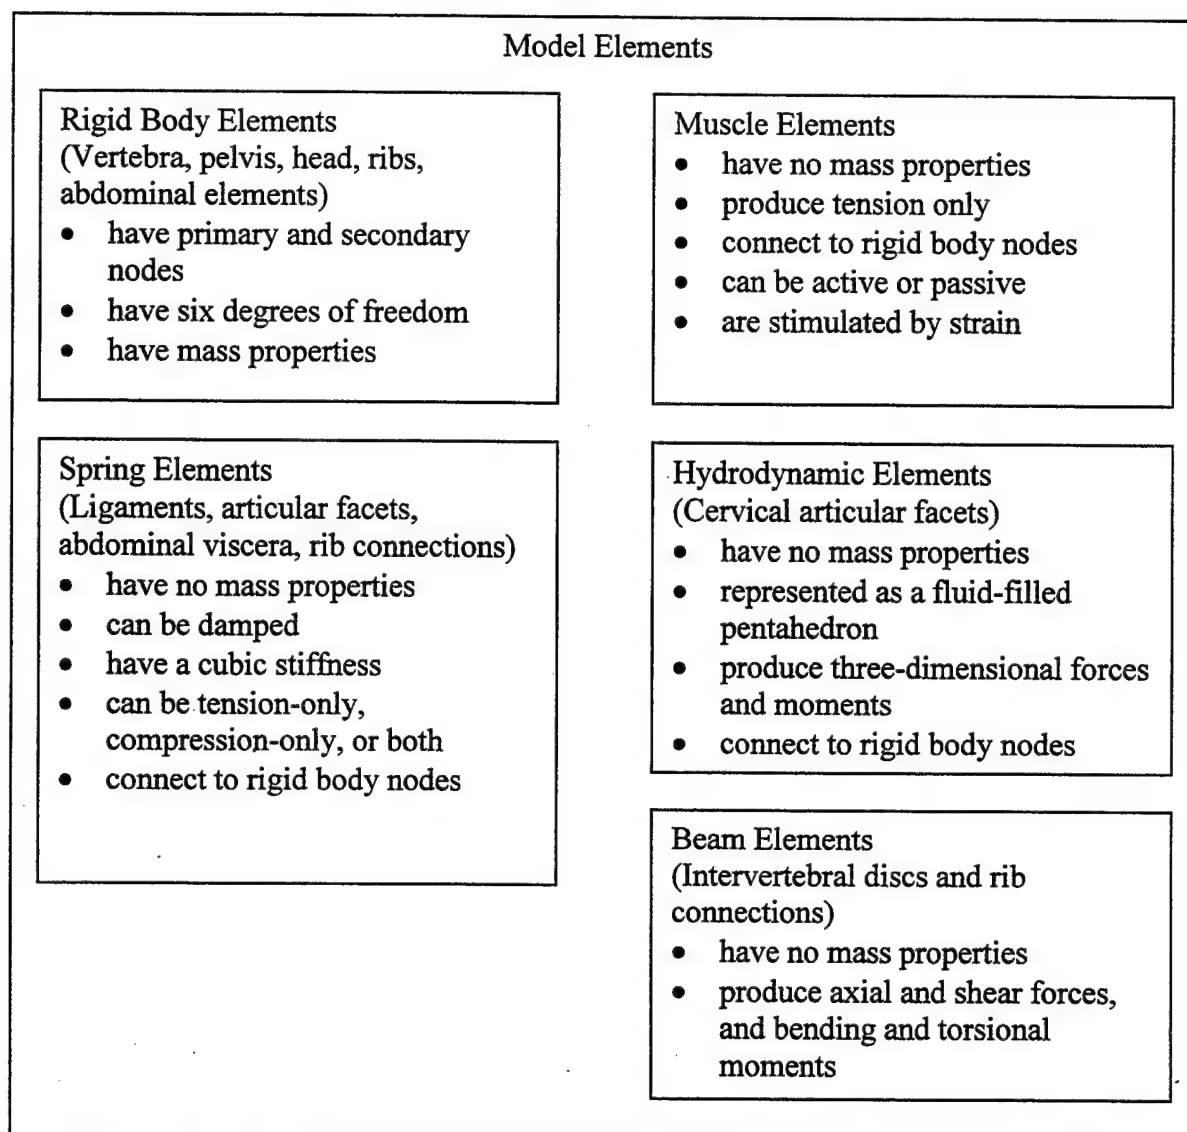 Model Elements
Rigid Body Elements
(Vertebra, pelvis, head, ribs,
abdominal elements)
• have primary and secondary
nodes
• have six degrees of freedom
• have mass properties
Spring Elements
(Ligaments, articular facets,
abdominal viscera, rib connections)
• have no mass properties
• can be damped
• have a cubic stiffness
• can be tension-only,
compression-only, or both
• connect to rigid body nodes
Muscle Elements
• have no mass properties
• produce tension only
• connect to rigid body nodes
• can be active or passive
• are stimulated by strain
Hydrodynamic Elements
(Cervical articular facets)
• have no mass properties
• represented as a fluid-filled
pentahedron
• produce three-dimensional forces
and moments
• connect to rigid body nodes
Beam Elements
(Intervertebral discs and rib
connections)
• have no mass properties
• produce axial and shear forces,
and bending and torsional
moments